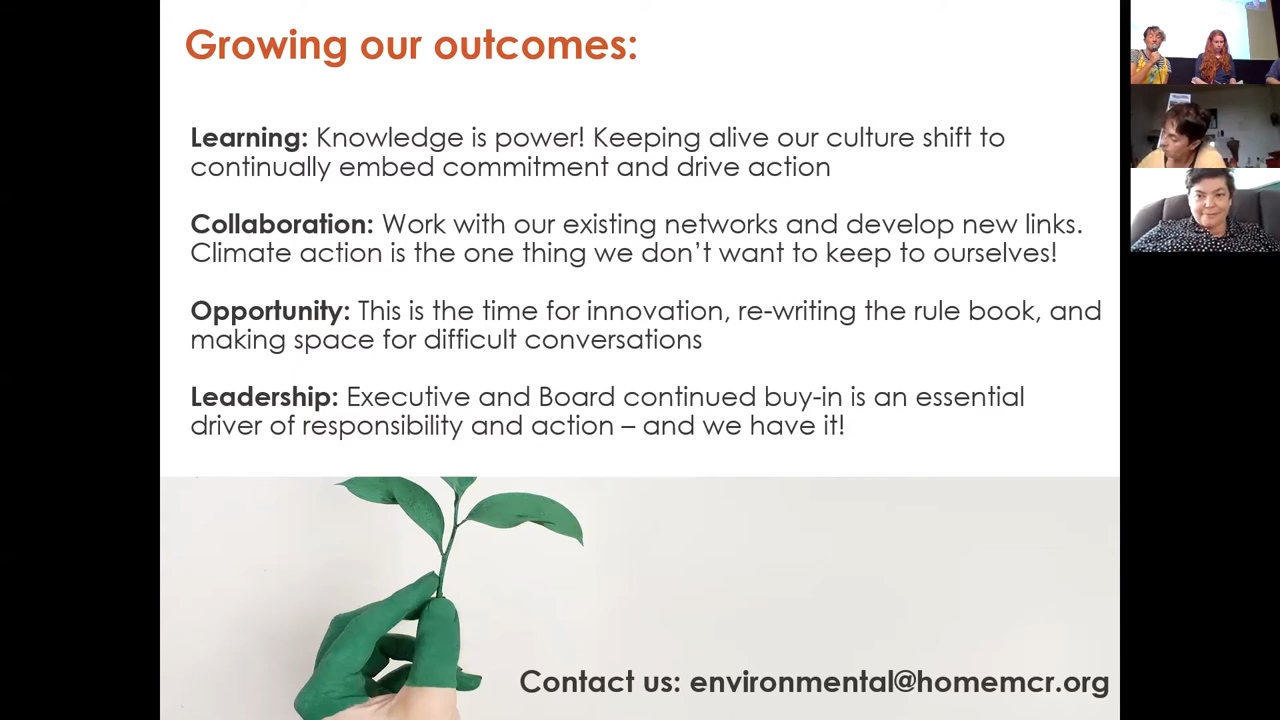 Growing our outcomes:
Learning: Knowledge is power! Keeping alive our culture shift to
continually embed commitment and drive action
Collaboration: Work with our existing networks and develop new links.
Climate action is the one thing we don’t want to keep to ourselves!
Opportunity: This is the time for innovation, re-writing the rule book, and
making space for difficult conversations
Leadership: Executive and Board continued buy-in is an essential
driver of responsibility and action – and we have it!
Contact us: environmental@homemcr.org